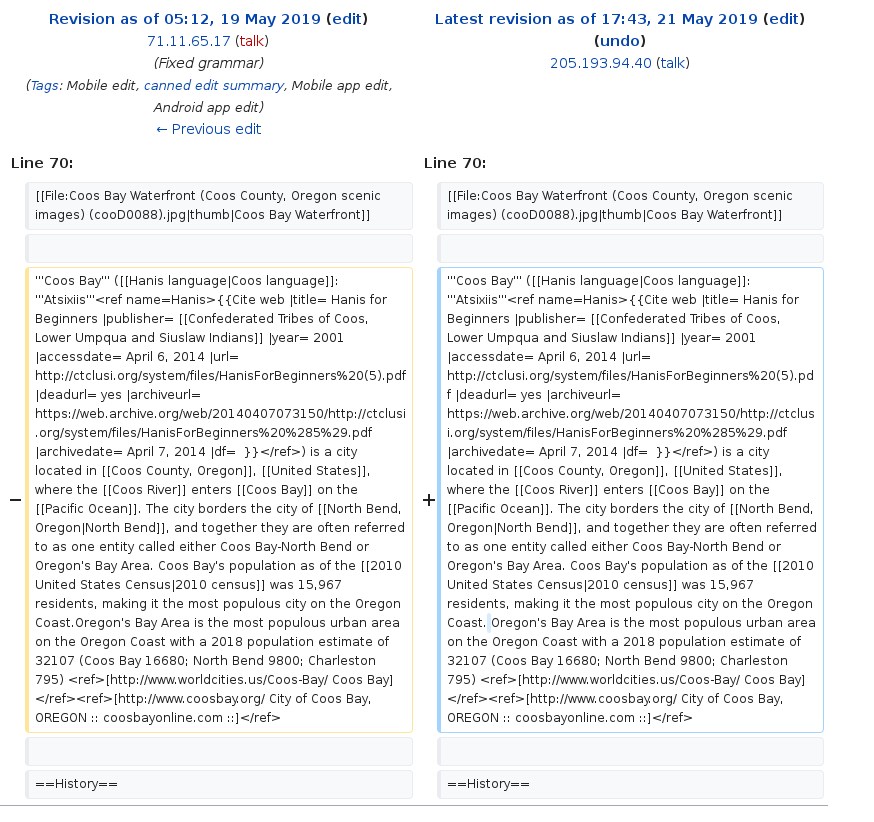 Revision as of 05:12, 19 May 2019 (edit)
71.11.65.17 (talk)
(Fixed grammar)
(Tags: Mobile edit, canned edit summary, Mobile app edit,
Android app edit)
← Previous edit
Line 70:
[[File:Coos Bay Waterfront (Coos County, Oregon scenic
images) (cooD0088).jpg|thumb|Coos Bay Waterfront]]
−
'''Coos Bay''' ([[Hanis language|Coos language]]:
'''Atsixiis'''<ref name=Hanis>{{Cite web |title= Hanis for
Beginners |publisher= [[Confederated Tribes of Coos,
Lower Umpqua and Siuslaw Indians]] |year= 2001
|accessdate= April 6, 2014 |url=
http://ctclusi.org/system/files/HanisForBeginners%20(5).pdf
|deadurl= yes |archiveurl=
https://web.archive.org/web/20140407073150/http://ctclusi
.org/system/files/HanisForBeginners%20%285%29.pdf
|archivedate= April 7, 2014 |df=  }}</ref>) is a city
located in [[Coos County, Oregon]], [[United States]],
where the [[Coos River]] enters [[Coos Bay]] on the
[[Pacific Ocean]]. The city borders the city of [[North Bend,
Oregon|North Bend]], and together they are often referred
to as one entity called either Coos Bay-North Bend or
Oregon's Bay Area. Coos Bay's population as of the [[2010
United States Census|2010 census]] was 15,967
residents, making it the most populous city on the Oregon
Coast.Oregon's Bay Area is the most populous urban area
on the Oregon Coast with a 2018 population estimate of
32107 (Coos Bay 16680; North Bend 9800; Charleston
795) <ref>[http://www.worldcities.us/Coos-Bay/ Coos Bay]
</ref><ref>[http://www.coosbay.org/ City of Coos Bay,
OREGON :: coosbayonline.com ::]</ref>
==History==
Latest revision as of 17:43, 21 May 2019 (edit)
(undo)
205.193.94.40 (talk)
Line 70:
[[File:Coos Bay Waterfront (Coos County, Oregon scenic
images) (cooD0088).jpg|thumb|Coos Bay Waterfront]]
+
'''Coos Bay''' ([[Hanis language|Coos language]]:
'''Atsixiis'''<ref name=Hanis>{{Cite web |title= Hanis for
Beginners |publisher= [[Confederated Tribes of Coos,
Lower Umpqua and Siuslaw Indians]] |year= 2001
|accessdate= April 6, 2014 |url=
http://ctclusi.org/system/files/HanisForBeginners%20(5).pd
f |deadurl= yes |archiveurl=
https://web.archive.org/web/20140407073150/http://ctclus
i.org/system/files/HanisForBeginners%20%285%29.pdf
|archivedate= April 7, 2014 |df=  }}</ref>) is a city
located in [[Coos County, Oregon]], [[United States]],
where the [[Coos River]] enters [[Coos Bay]] on the
[[Pacific Ocean]]. The city borders the city of [[North Bend,
Oregon|North Bend]], and together they are often referred
to as one entity called either Coos Bay-North Bend or
Oregon's Bay Area. Coos Bay's population as of the [[2010
United States Census|2010 census]] was 15,967
residents, making it the most populous city on the Oregon
Coast. Oregon's Bay Area is the most populous urban area
on the Oregon Coast with a 2018 population estimate of
32107 (Coos Bay 16680; North Bend 9800; Charleston
795) <ref>[http://www.worldcities.us/Coos-Bay/ Coos Bay]
</ref><ref>[http://www.coosbay.org/ City of Coos Bay,
OREGON :: coosbayonline.com ::]</ref>
==History==